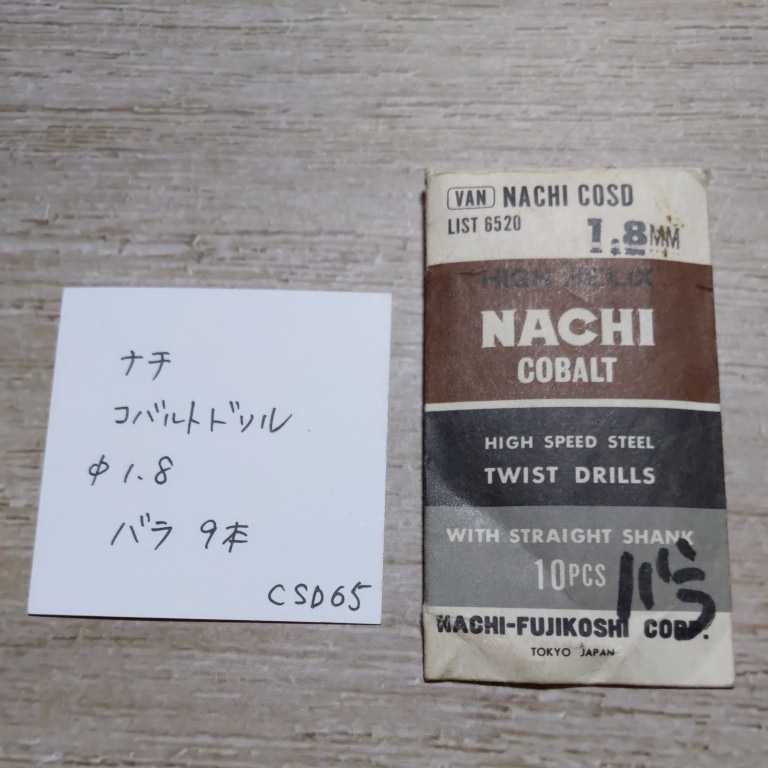 ナチ
コバルトドリル
φ1.8
バラ 9本
CSD65
VAN NACHI COSD
LIST 6520
1.8MM
HIGH HELIX
NACHI
COBALT
HIGH SPEED STEEL
TWIST DRILLS
WITH STRAIGHT SHANK
10PCS
バラ
NACHI-FUJIKOSHI CORP.
TOKYO JAPAN